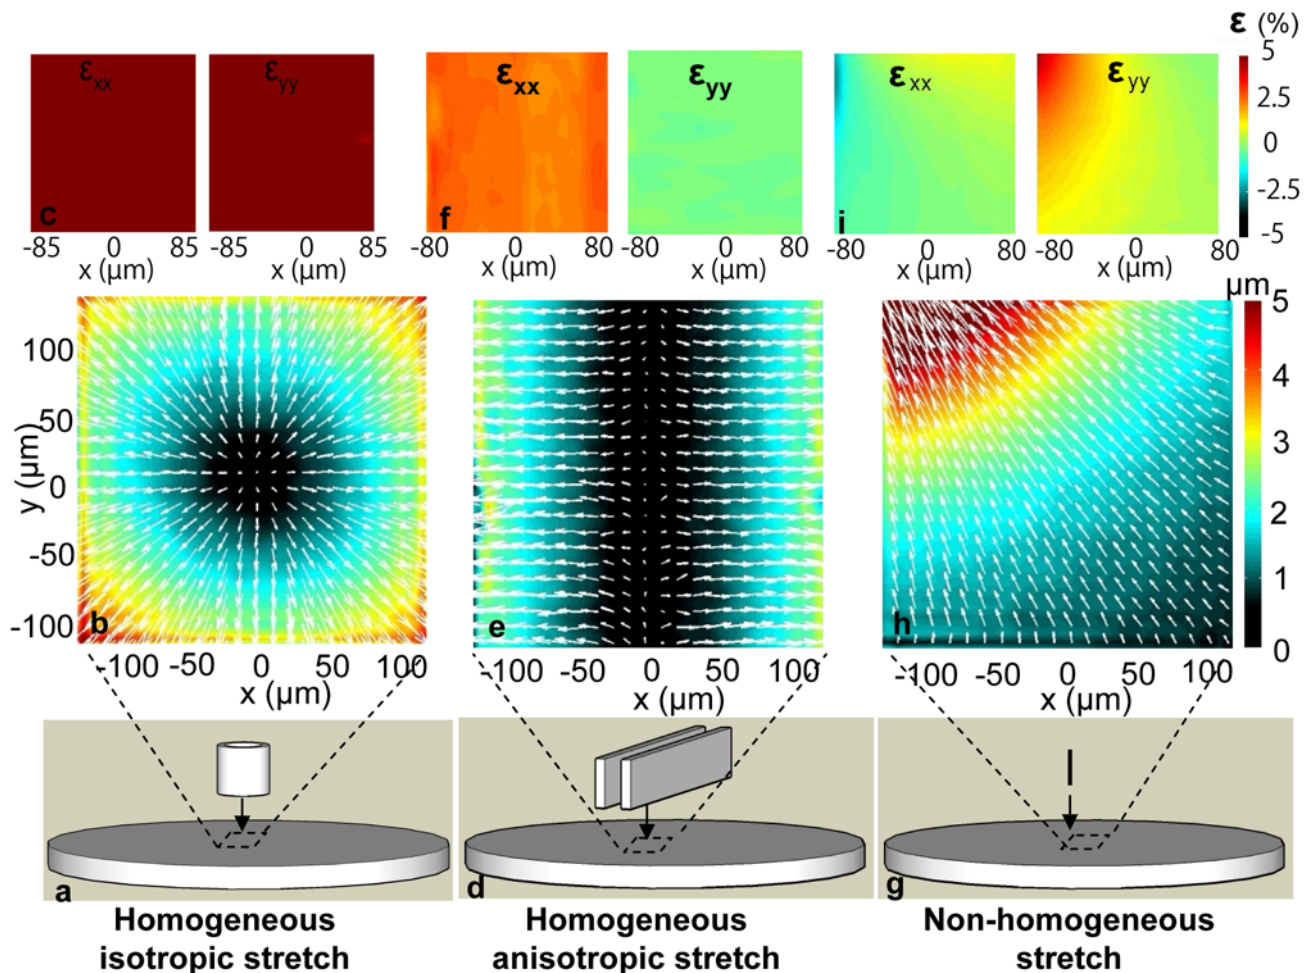 ε (%)
εxx
εyy
εxx
εyy
εxx
εyy
5
2.5
0
-2.5
-5
c
f
i
-85 0 85
-85 0 85
-80 0 80
-80 0 80
-80 0 80
-80 0 80
x (μm)
x (μm)
x (μm)
x (μm)
x (μm)
x (μm)
μm
5
4
3
2
1
0
y (μm)
100
50
0
-50
-100
b
e
h
-100 -50 0 50 100
-100 -50 0 50 100
-100 -50 0 50 100
x (μm)
x (μm)
x (μm)
a
d
g
Homogeneous
isotropic stretch
Homogeneous
anisotropic stretch
Non-homogeneous
stretch